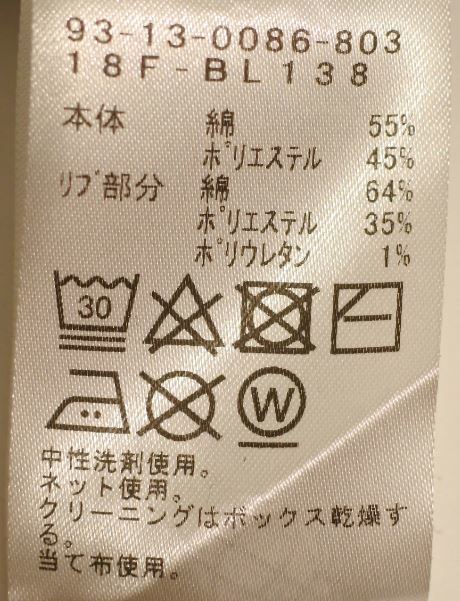 93-13-0086-803
18F-BL138
本体 綿 55%
ポリエステル 45%
リブ部分 綿 64%
ポリエステル 35%
ポリウレタン 1%
30
W
中性洗剤使用。
ネット使用。
クリーニングはボックス乾燥す
る。
当て布使用。